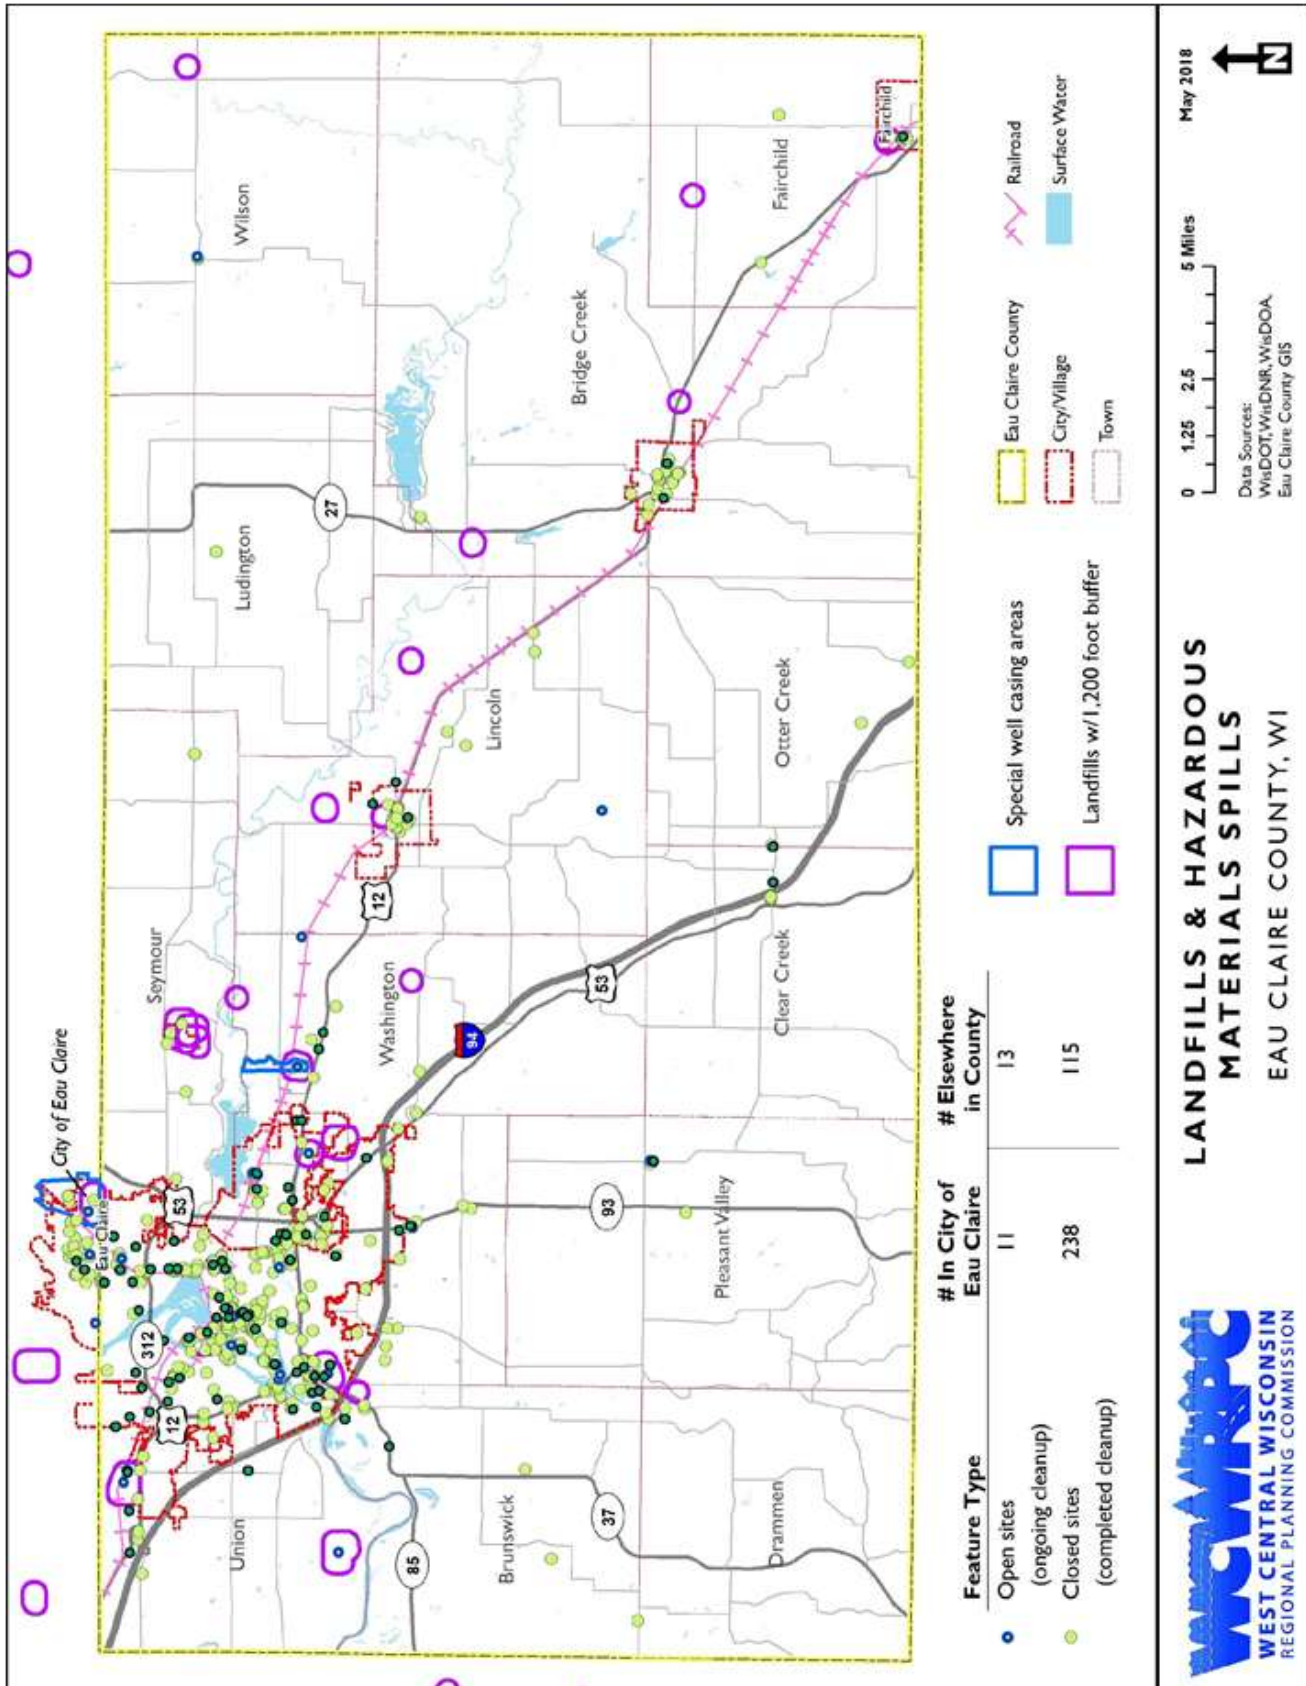 City of Eau Claire
Eau Claire
Seymour
Ludington
Wilson
Union
Washington
Lincoln
Bridge Creek
Brunswick
Drammen
Pleasant Valley
Clear Creek
Otter Creek
Fairchild
Fairchild
312
53
12
12
27
94
53
85
37
93
Feature Type
# In City of
Eau Claire
# Elsewhere
in County
Open sites
(ongoing cleanup)
11
13
Closed sites
(completed cleanup)
238
115
Special well casing areas
Landfills w/1,200 foot buffer
Eau Claire County
City/Village
Town
Railroad
Surface Water
WCWRPC
WEST CENTRAL WISCONSIN
REGIONAL PLANNING COMMISSION
LANDFILLS & HAZARDOUS
MATERIALS SPILLS
EAU CLAIRE COUNTY, WI
0 1.25 2.5 5 Miles
Data Sources:
WisDOT, WisDNR, WisDOA,
Eau Claire County GIS
May 2018
N